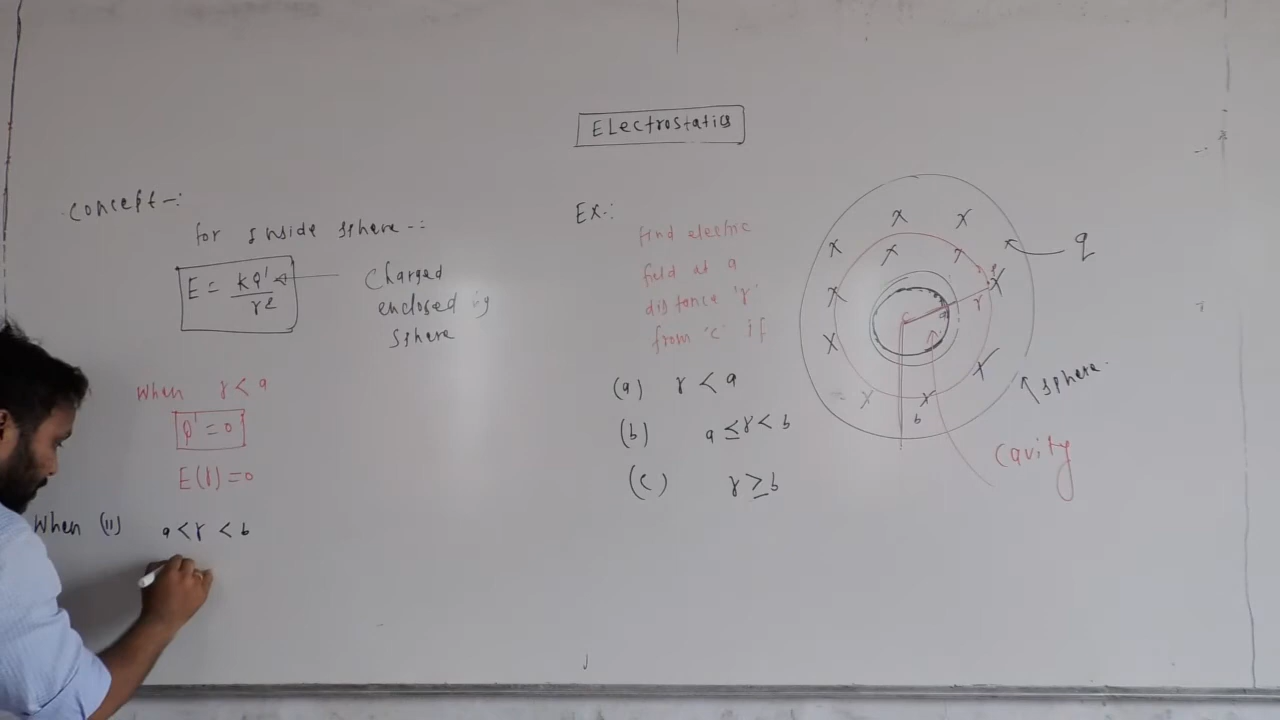 ELectrostatics
Concept-:
for inside sphere-:
E = kQ'/r²
Charged
enclosed by
sphere
When r < a
Q' = 0
E(1) = 0
When (ii) a < r < b
Ex-:
find electric
field at a
distance 'r'
from 'c' if
(a) r < a
(b) a ≤ r < b
(c) r ≥ b
q
r
c
b
sphere
cavity